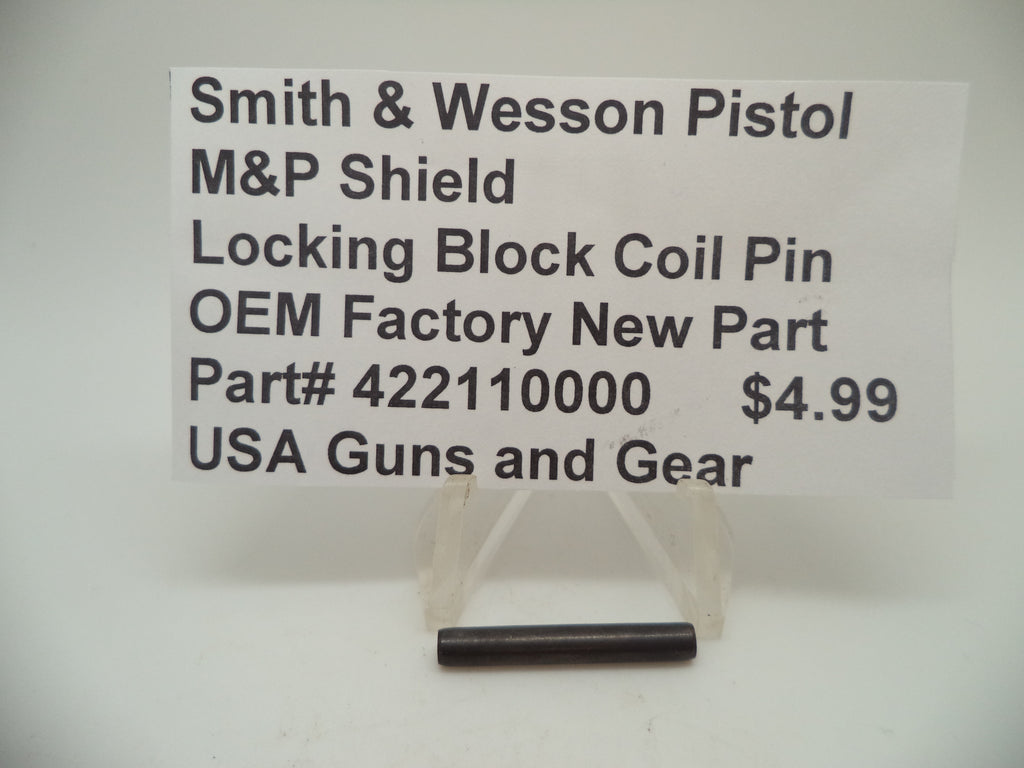 Smith & Wesson Pistol
M&P Shield
Locking Block Coil Pin
OEM Factory New Part
Part# 422110000 $4.99
USA Guns and Gear